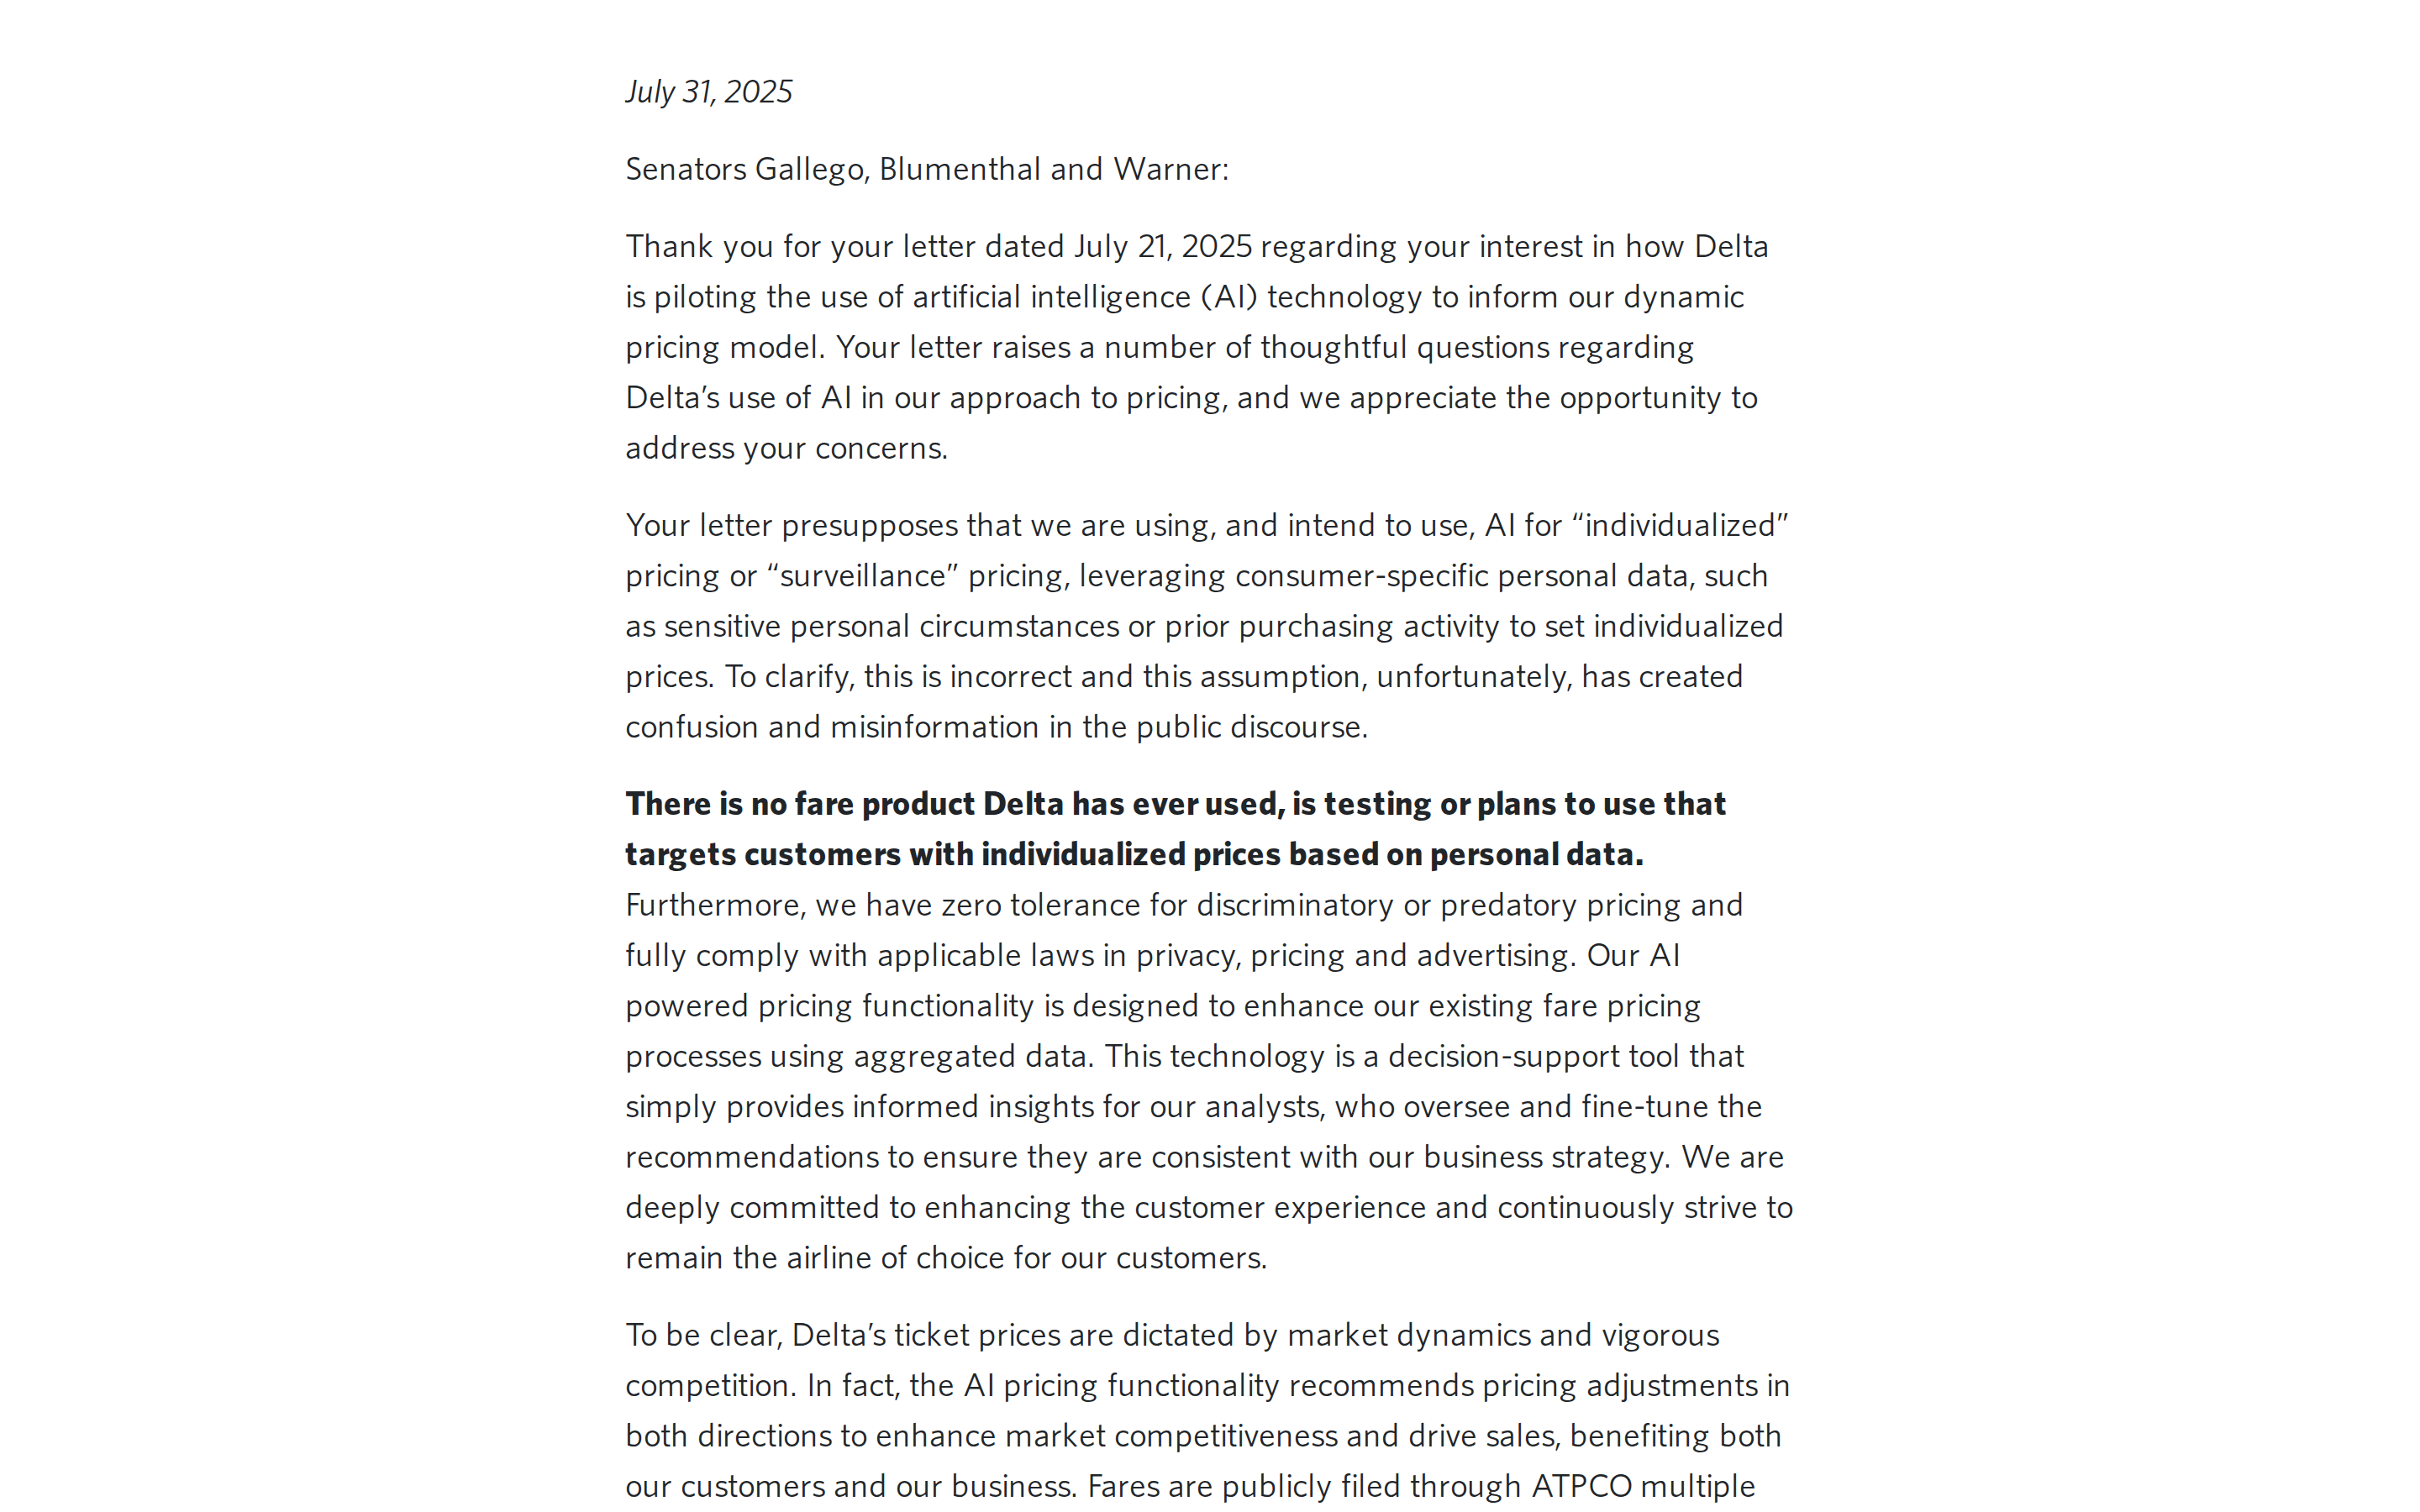 July 31, 2025
Senators Gallego, Blumenthal and Warner:
Thank you for your letter dated July 21, 2025 regarding your interest in how Delta
is piloting the use of artificial intelligence (AI) technology to inform our dynamic
pricing model. Your letter raises a number of thoughtful questions regarding
Delta’s use of AI in our approach to pricing, and we appreciate the opportunity to
address your concerns.
Your letter presupposes that we are using, and intend to use, AI for “individualized”
pricing or “surveillance” pricing, leveraging consumer-specific personal data, such
as sensitive personal circumstances or prior purchasing activity to set individualized
prices. To clarify, this is incorrect and this assumption, unfortunately, has created
confusion and misinformation in the public discourse.
There is no fare product Delta has ever used, is testing or plans to use that
targets customers with individualized prices based on personal data.
Furthermore, we have zero tolerance for discriminatory or predatory pricing and
fully comply with applicable laws in privacy, pricing and advertising. Our AI
powered pricing functionality is designed to enhance our existing fare pricing
processes using aggregated data. This technology is a decision-support tool that
simply provides informed insights for our analysts, who oversee and fine-tune the
recommendations to ensure they are consistent with our business strategy. We are
deeply committed to enhancing the customer experience and continuously strive to
remain the airline of choice for our customers.
To be clear, Delta’s ticket prices are dictated by market dynamics and vigorous
competition. In fact, the AI pricing functionality recommends pricing adjustments in
both directions to enhance market competitiveness and drive sales, benefiting both
our customers and our business. Fares are publicly filed through ATPCO multiple